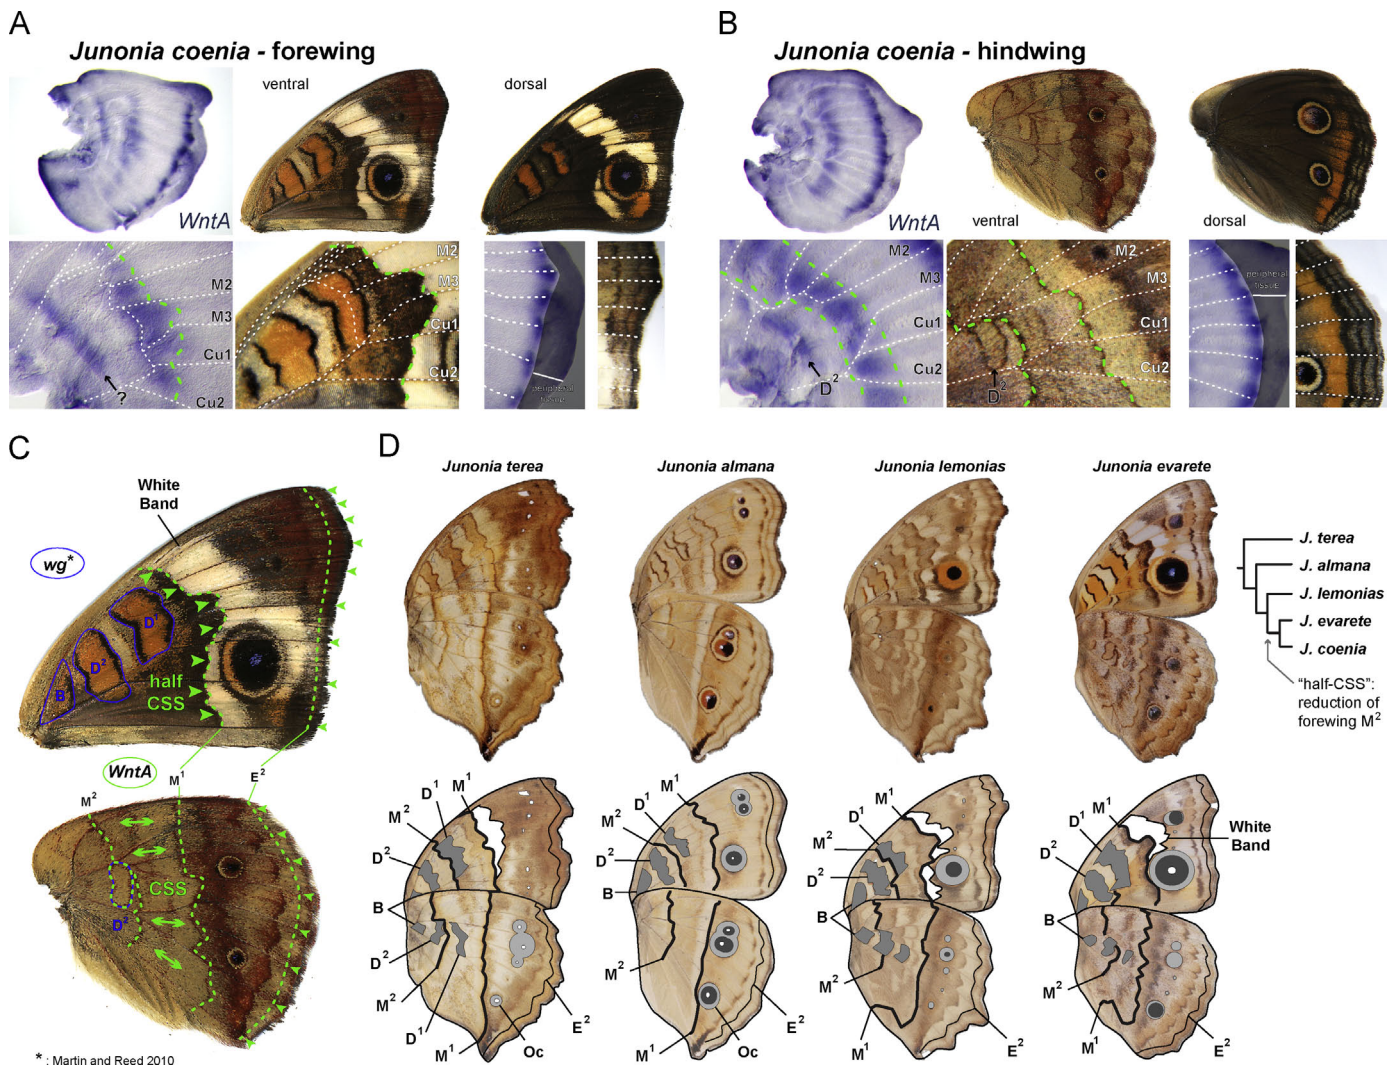 A
Junonia coenia - forewing
ventral
dorsal
WntA
M2
M3
Cu1
Cu2
?
M2
M3
Cu1
Cu2
peripheral
tissue
B
Junonia coenia - hindwing
WntA
ventral
dorsal
M2
M3
Cu1
Cu2
D²
M2
M3
Cu1
Cu2
D²
peripheral
tissue
C
White
Band
wg*
D¹
D²
B
half
CSS
WntA
M¹
E²
M²
CSS
D²
* : Martin and Reed 2010
D
Junonia terea
Junonia almana
Junonia lemonias
Junonia evarete
J. terea
J. almana
J. lemonias
J. evarete
J. coenia
"half-CSS":
reduction of
forewing M²
M¹
D¹
M²
D²
B
D²
M²
D¹
M¹
Oc
E²
M¹
D¹
M²
D²
B
M²
M¹
Oc
E²
M¹
D¹
M²
D²
B
M²
M¹
E²
M¹
D¹
D²
White
Band
B
M²
M¹
E²